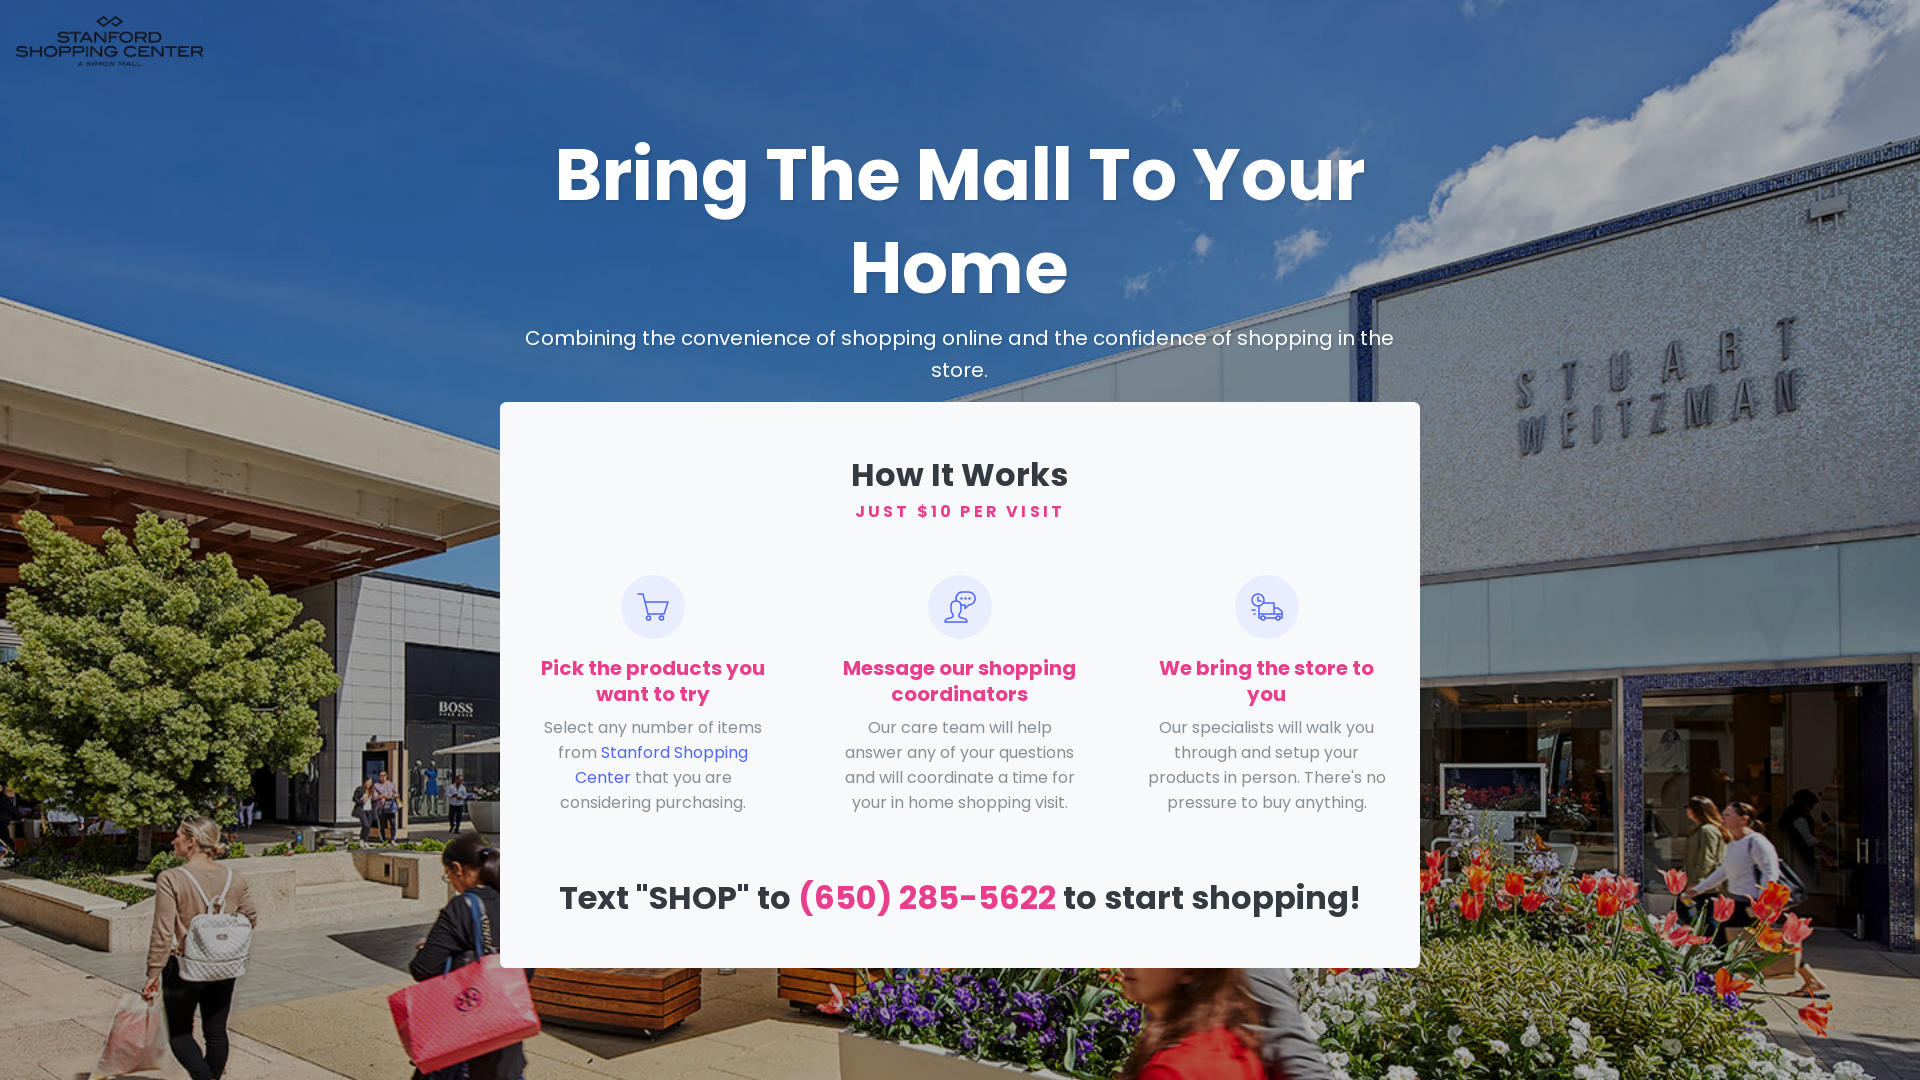 STANFORD
SHOPPING CENTER
A SIMON MALL
Bring The Mall To Your
Home
Combining the convenience of shopping online and the confidence of shopping in the
store.
STUART
WEITZMAN
How It Works
JUST $10 PER VISIT
Pick the products you
want to try
Select any number of items
from Stanford Shopping
Center that you are
considering purchasing.
Message our shopping
coordinators
Our care team will help
answer any of your questions
and will coordinate a time for
your in home shopping visit.
We bring the store to
you
Our specialists will walk you
through and setup your
products in person. There's no
pressure to buy anything.
BOSS
HUGO BOSS
Text "SHOP" to (650) 285-5622 to start shopping!